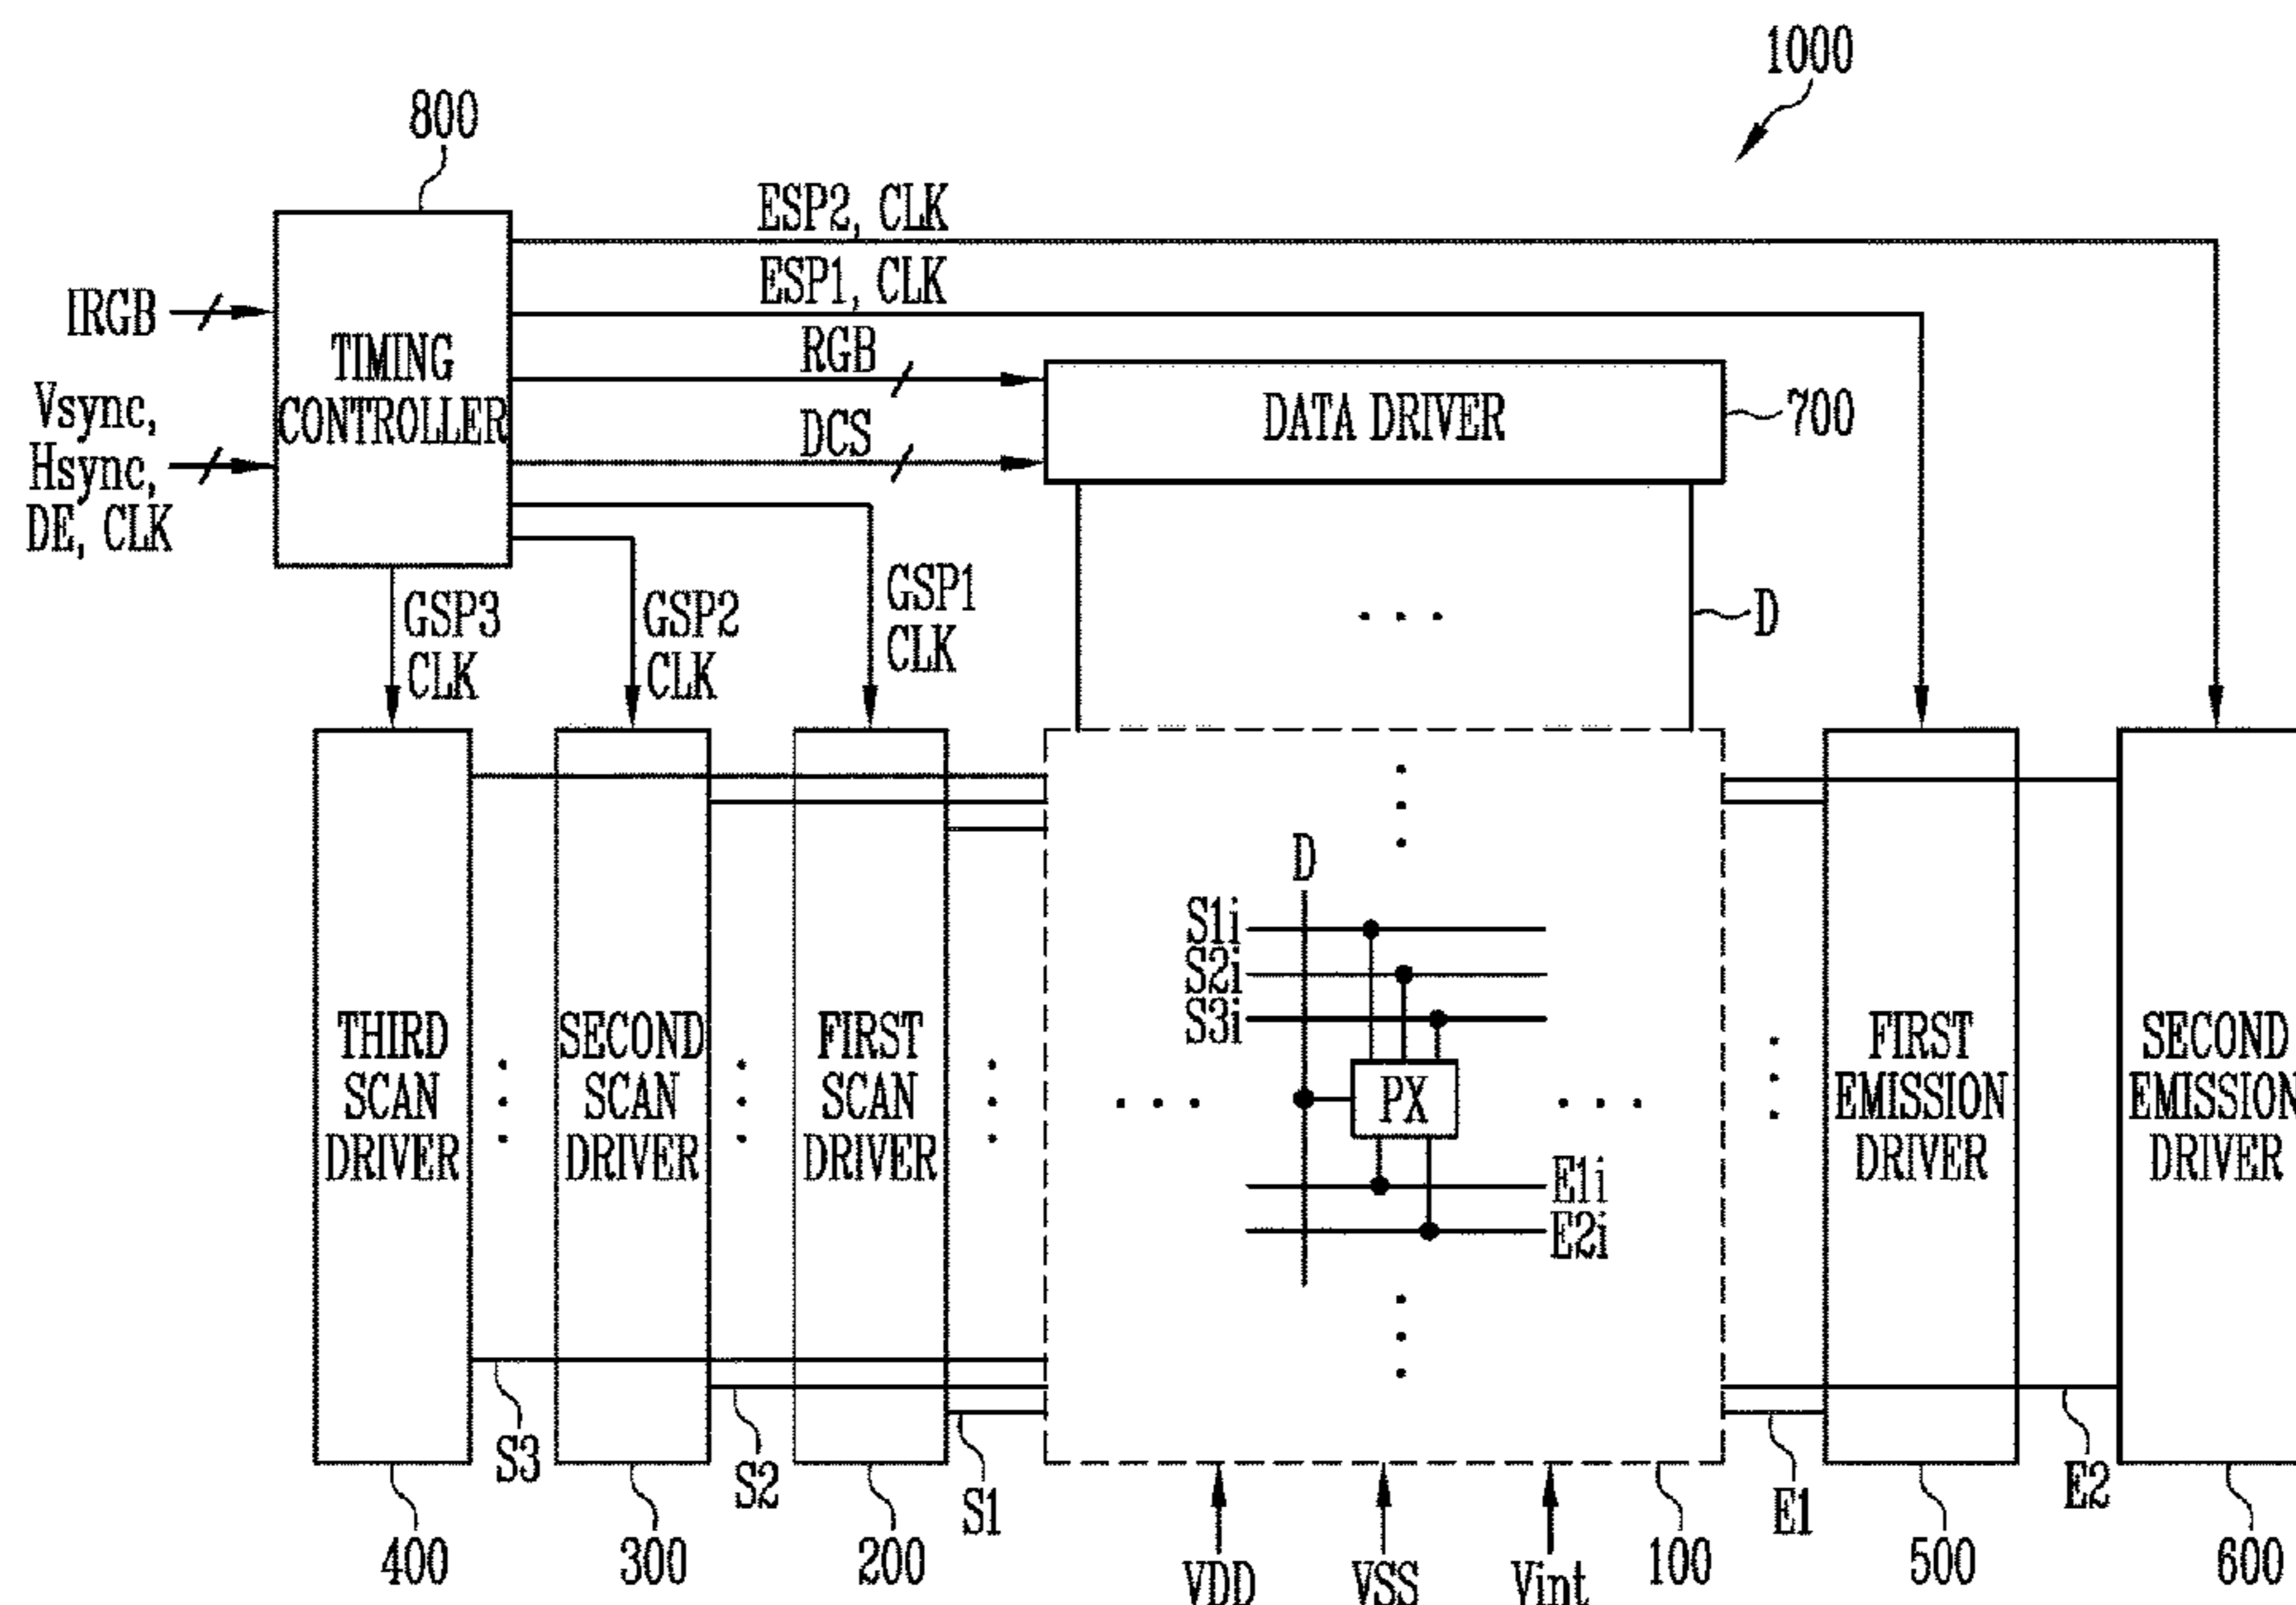 1000
800
ESP2, CLK
ESP1, CLK
IRGB
TIMING
CONTROLLER
RGB
DCS
DATA DRIVER
700
Vsync,
Hsync,
DE, CLK
GSP3
CLK
GSP2
CLK
GSP1
CLK
D
D
S1i
S2i
S3i
PX
E1i
E2i
THIRD
SCAN
DRIVER
SECOND
SCAN
DRIVER
FIRST
SCAN
DRIVER
FIRST
EMISSION
DRIVER
SECOND
EMISSION
DRIVER
S3
S2
S1
E1
E2
400
300
200
VDD
VSS
Vint
100
500
600